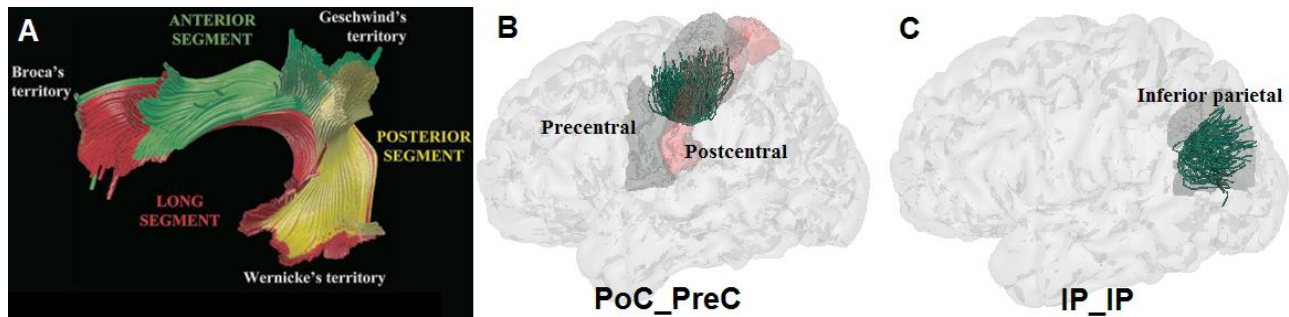 A
ANTERIOR
SEGMENT
Geschwind's
territory
Broca's
territory
POSTERIOR
SEGMENT
LONG
SEGMENT
Wernicke's territory
B
Precentral
Postcentral
PoC_PreC
C
Inferior parietal
IP_IP